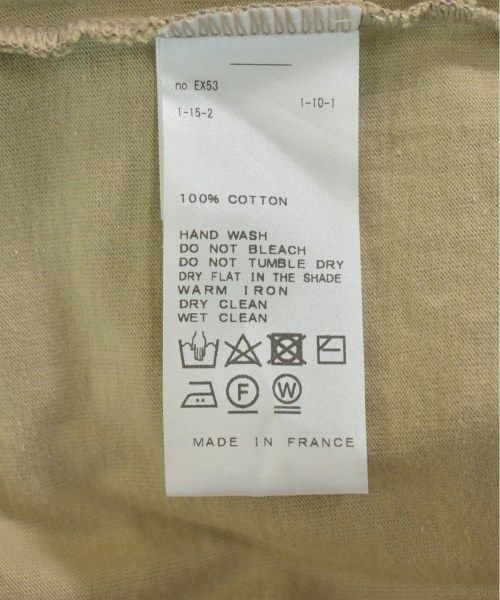 no EX53
1-15-2 1-10-1
100% COTTON
HAND WASH
DO NOT BLEACH
DO NOT TUMBLE DRY
DRY FLAT IN THE SHADE
WARM IRON
DRY CLEAN
WET CLEAN
F W
MADE IN FRANCE